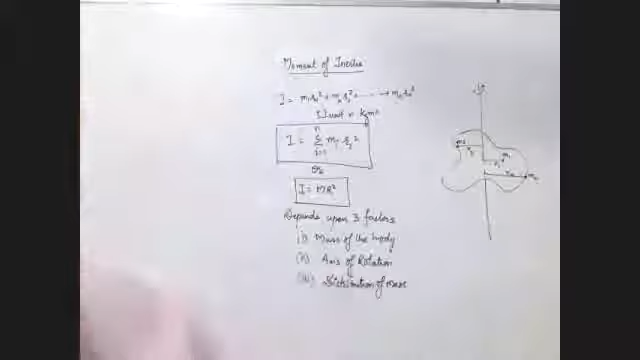 Moment of Inertia
I = m₁r₁² + m₂r₂² + ...... + mₙrₙ²
SI unit is kgm²
I = Σ mᵢ rᵢ²
n
i=1
or
I = MR²
Depends upon 3 factors
(i) Mass of the body
(ii) Axis of Rotation
(iii) Distribution of mass